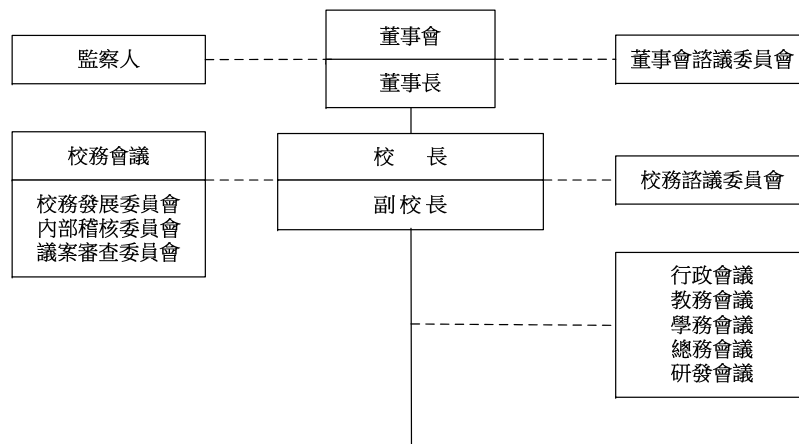 董事會
監察人
董事長
董事會諮議委員會
校務會議
校務發展委員會
內部稽核委員會
議案審查委員會
校 長
副校長
校務諮議委員會
行政會議
教務會議
學務會議
總務會議
研發會議